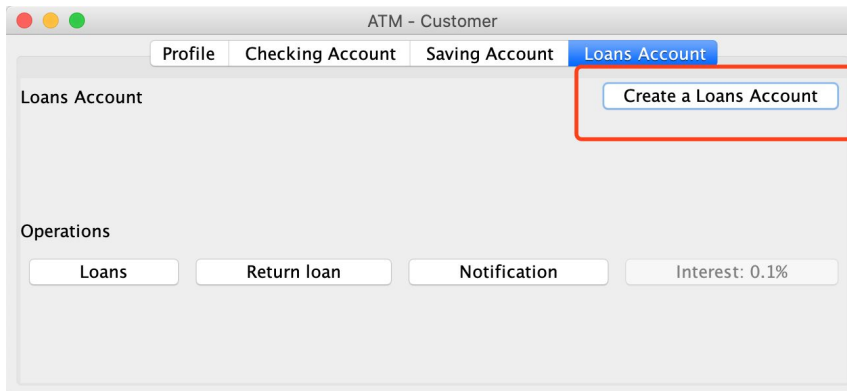 ATM - Customer
Profile Checking Account Saving Account Loans Account
Loans Account Create a Loans Account
Operations
Loans Return loan Notification Interest: 0.1%